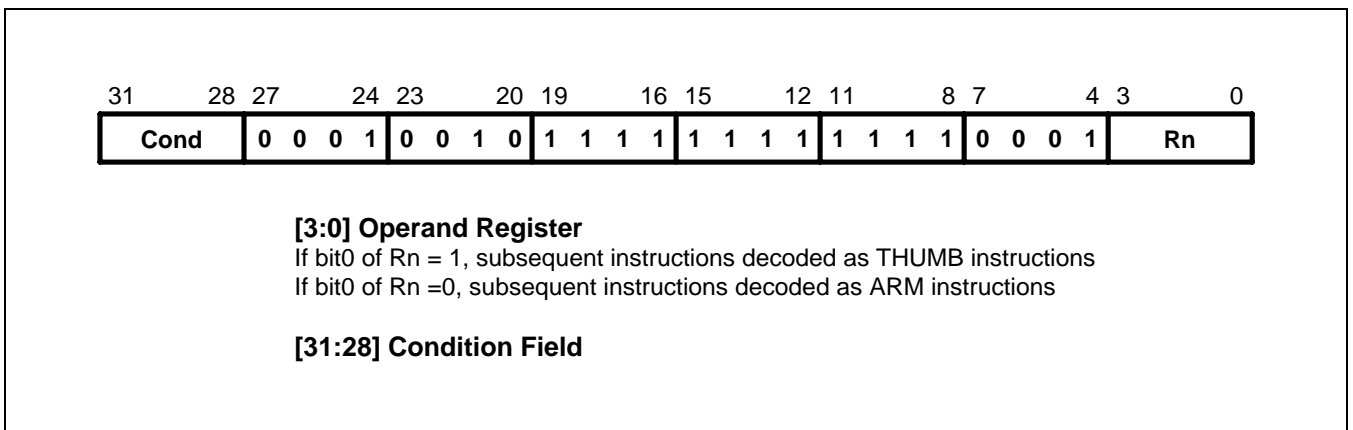 31 28 27 24 23 20 19 16 15 12 11 8 7 4 3 0
Cond 0 0 0 1 0 0 1 0 1 1 1 1 1 1 1 1 1 1 1 1 0 0 0 1 Rn
[3:0] Operand Register
If bit0 of Rn = 1, subsequent instructions decoded as THUMB instructions
If bit0 of Rn =0, subsequent instructions decoded as ARM instructions
[31:28] Condition Field